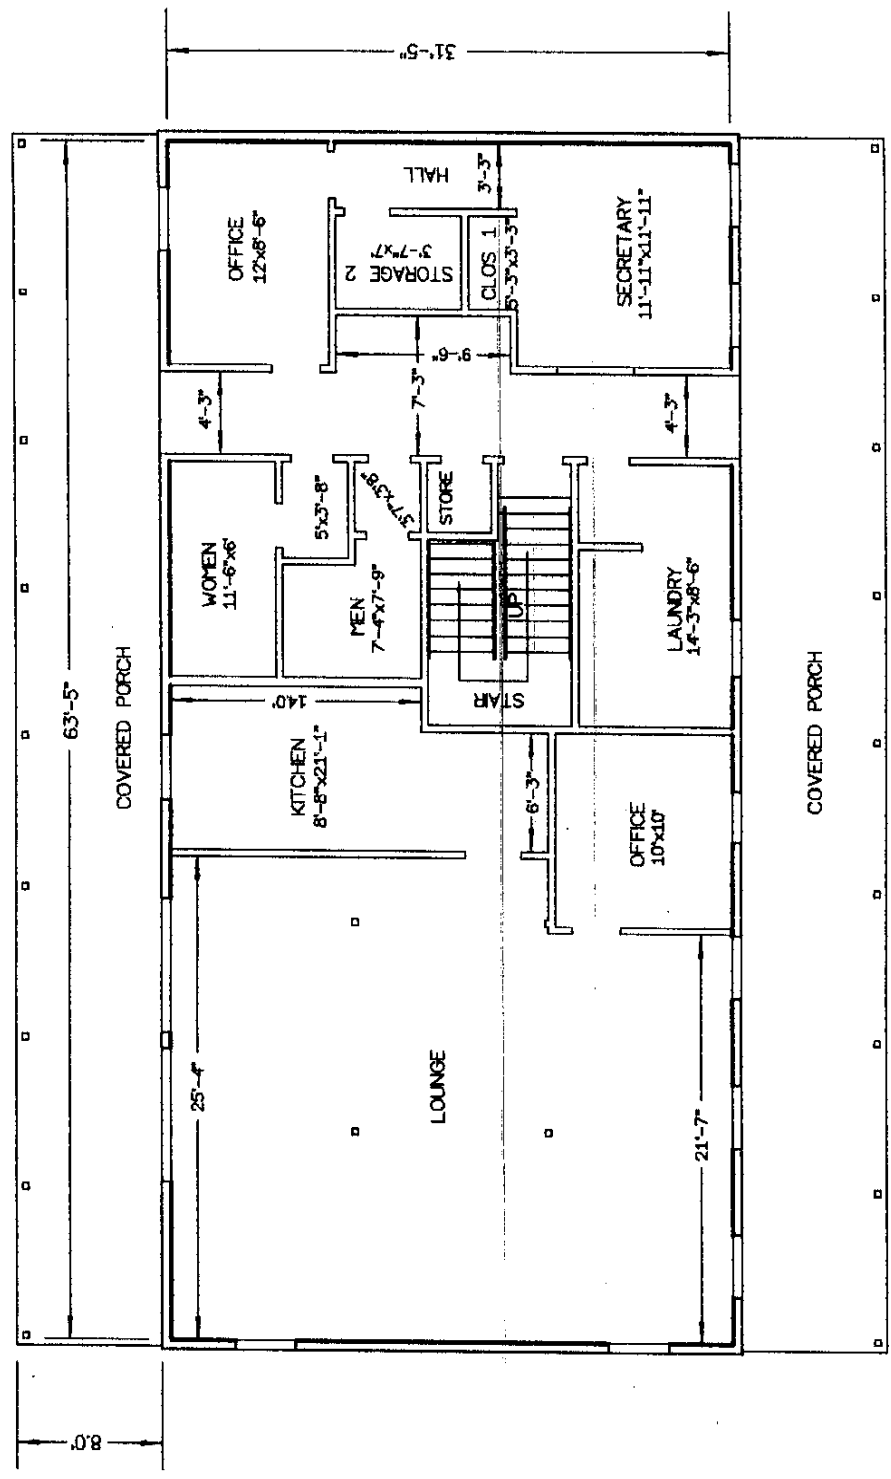 31'-5"
63'-5"
COVERED PORCH
OFFICE
12'x8'-6"
HALL
3'-3"
STORAGE 2
3'-7"x7'
CLOS 1
5'-3"x3'-3"
SECRETARY
11'-11"x11'-11"
4'-3"
9'-6"
7'-3"
4'-3"
WOMEN
11'-6"x6'
5'x3'-8"
3'7"x3'8"
STORE
MEN
7'-4"x7'-9"
UP
STAIR
LAUNDRY
14'-3"x8'-6"
14.0'
KITCHEN
8'-8"x21'-1"
6'-3"
OFFICE
10'x10'
25'-4"
LOUNGE
21'-7"
COVERED PORCH
8.0'